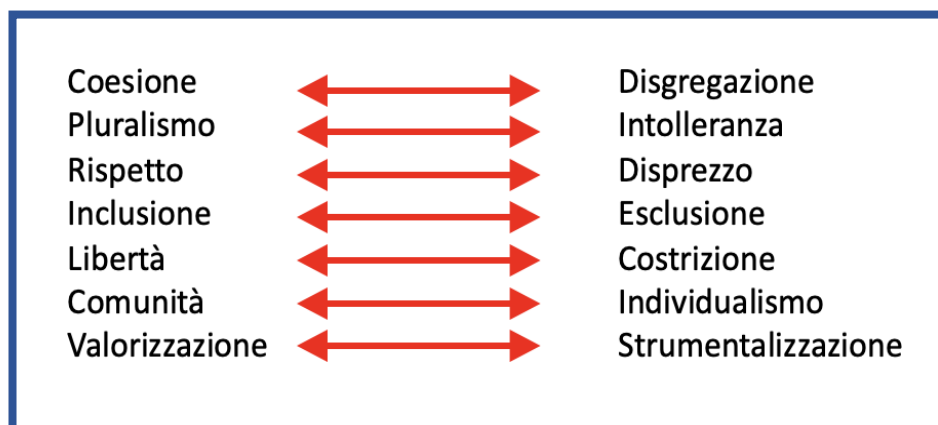 Coesione Disgregazione
Pluralismo Intolleranza
Rispetto Disprezzo
Inclusione Esclusione
Libertà Costrizione
Comunità Individualismo
Valorizzazione Strumentalizzazione